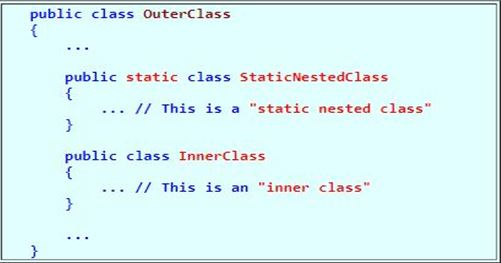 public class OuterClass
{
    ...
    public static class StaticNestedClass
    {
        ... // This is a "static nested class"
    }
    public class InnerClass
    {
        ... // This is an "inner class"
    }
    ...
}